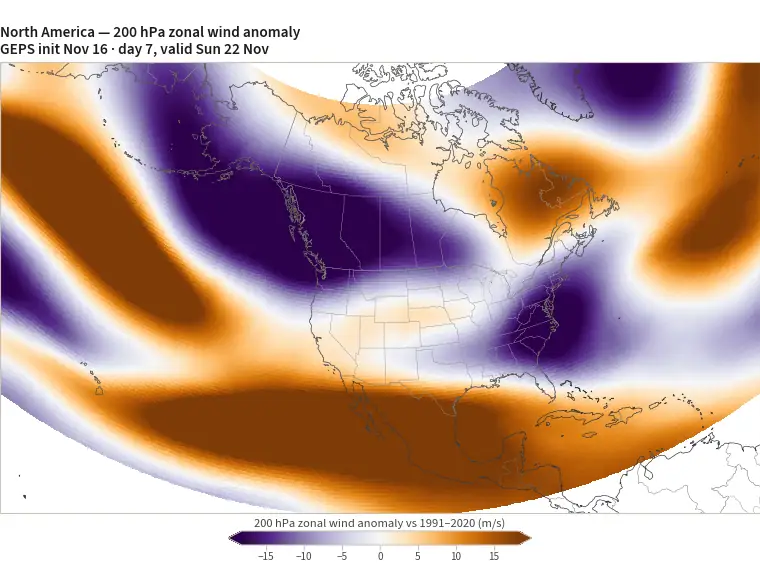 North America — 200 hPa zonal wind anomaly
GEPS init Nov 16 · day 7, valid Sun 22 Nov
200 hPa zonal wind anomaly vs 1991–2020 (m/s)
−15 −10 −5 0 5 10 15